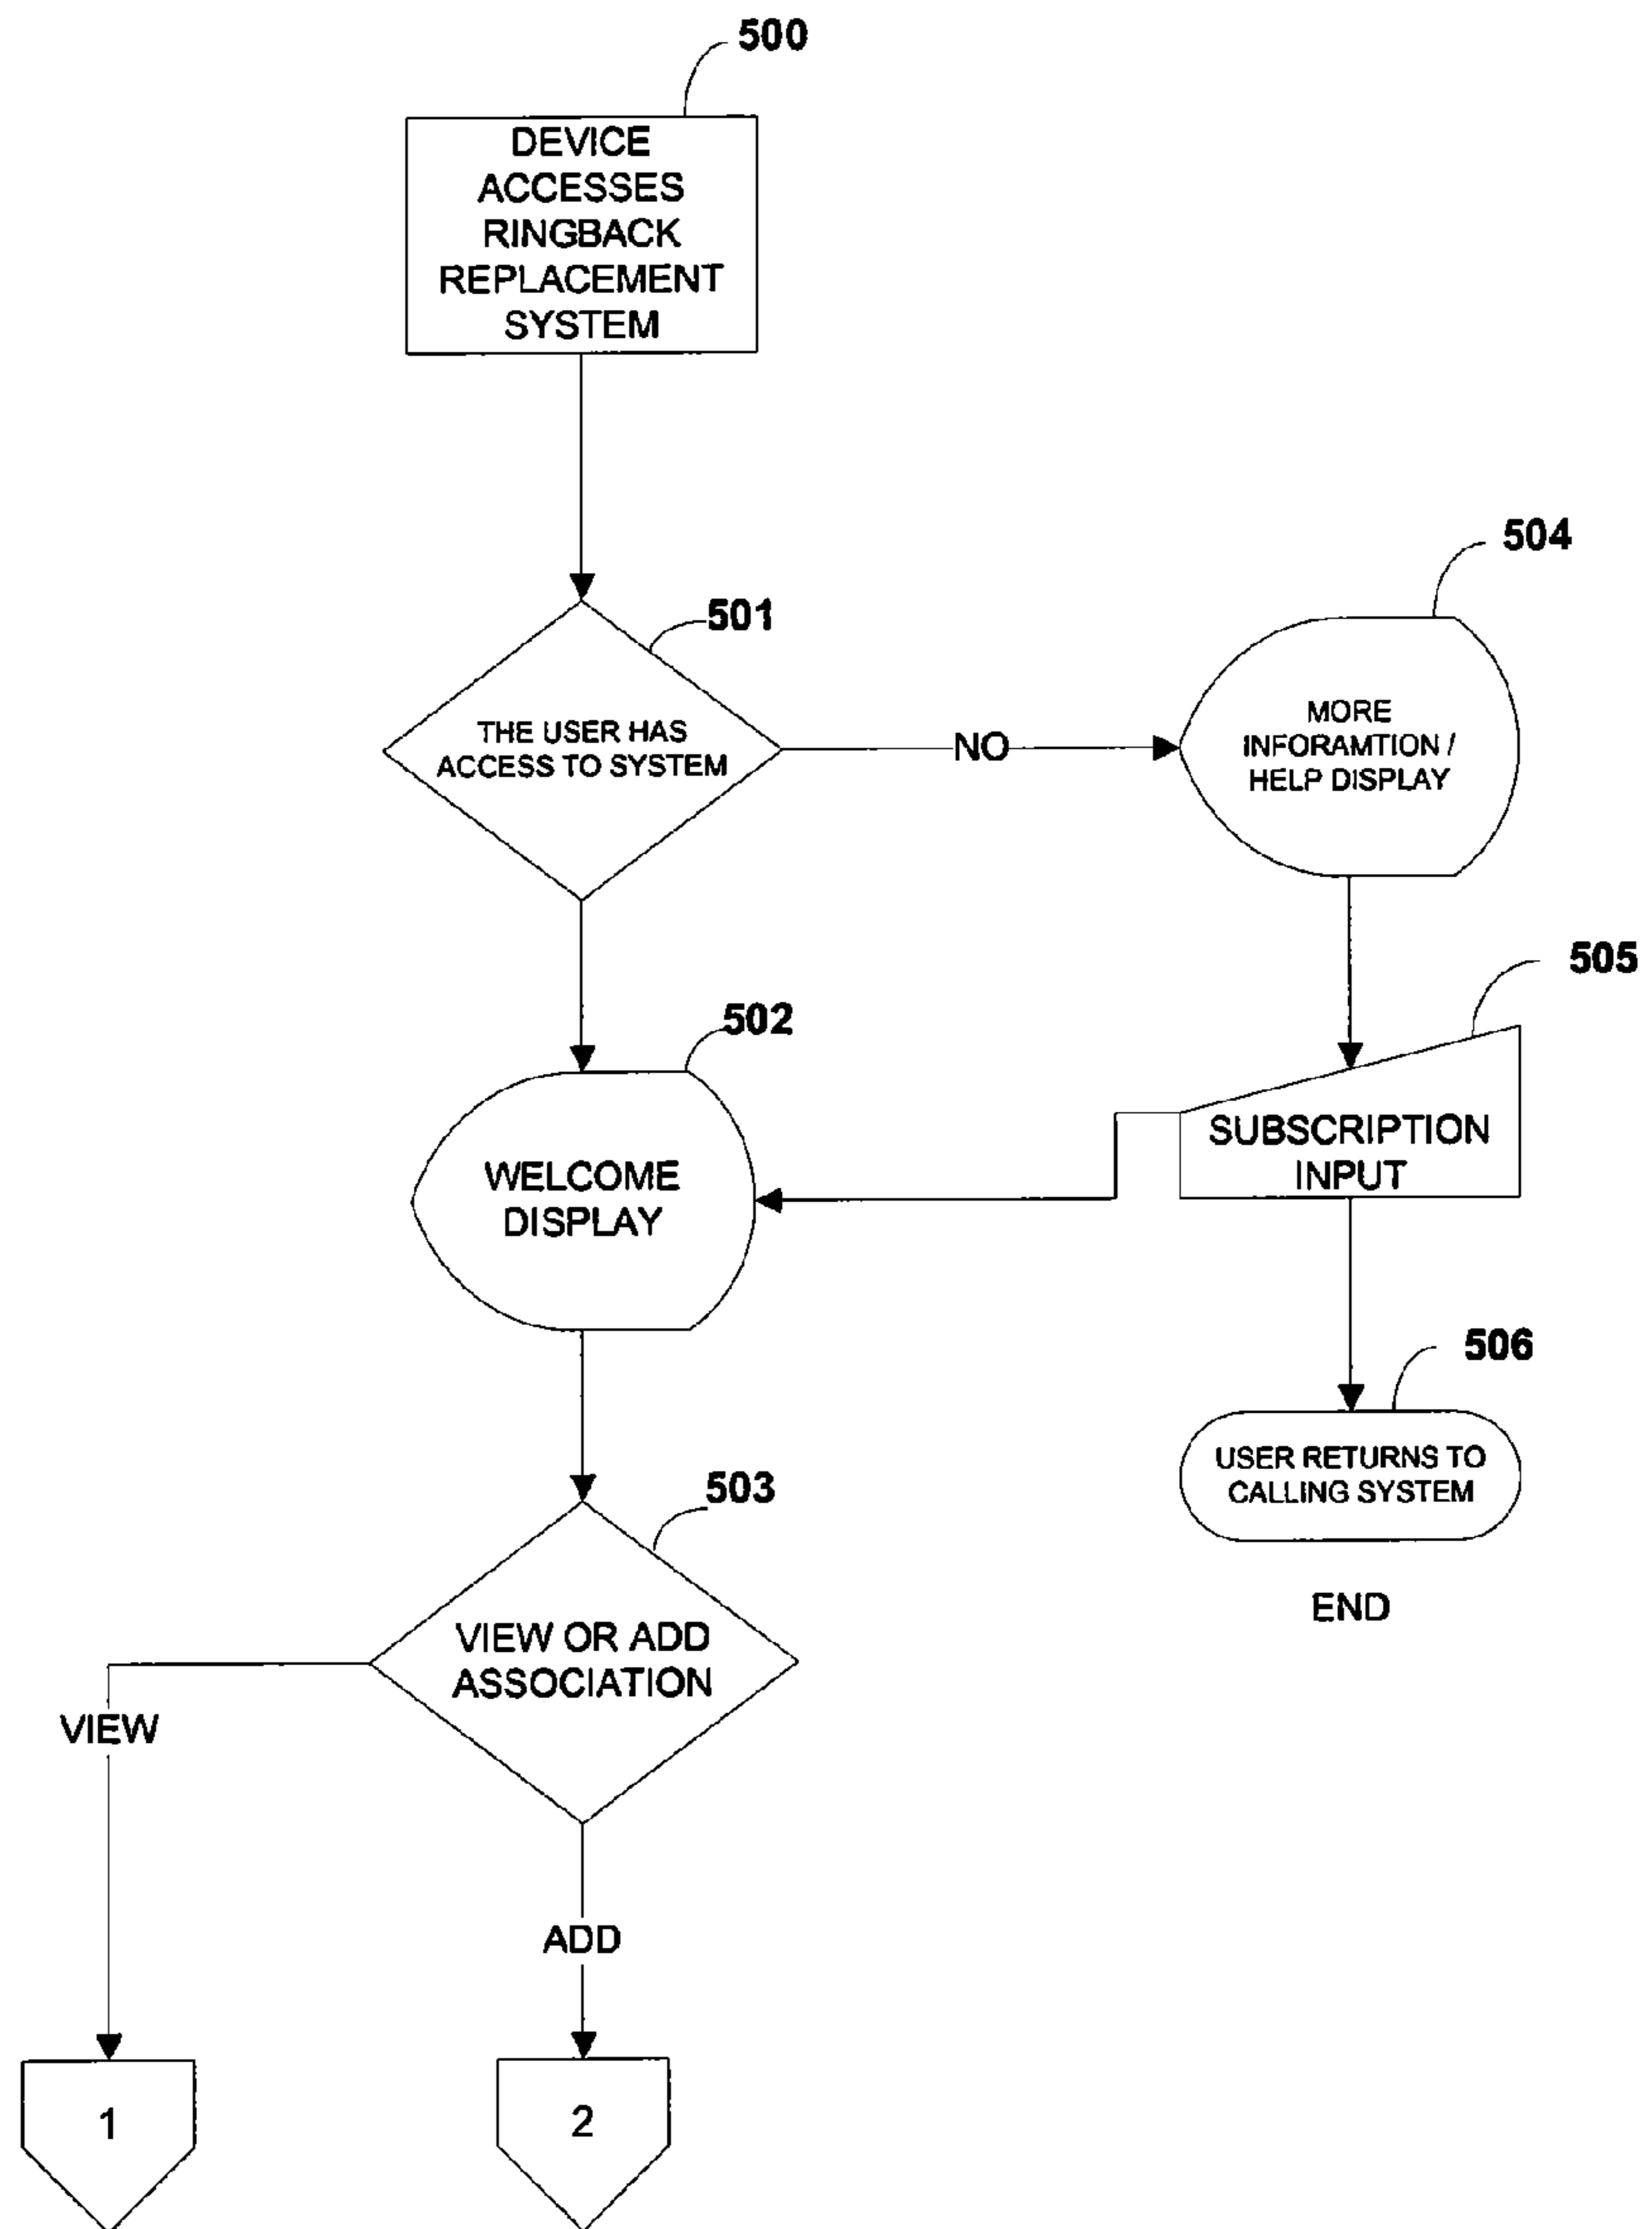 500
DEVICE
ACCESSES
RINGBACK
REPLACEMENT
SYSTEM
504
501
THE USER HAS
ACCESS TO SYSTEM
NO
MORE
INFORAMTION /
HELP DISPLAY
505
502
SUBSCRIPTION
INPUT
WELCOME
DISPLAY
506
USER RETURNS TO
CALLING SYSTEM
503
END
VIEW OR ADD
ASSOCIATION
VIEW
ADD
1
2